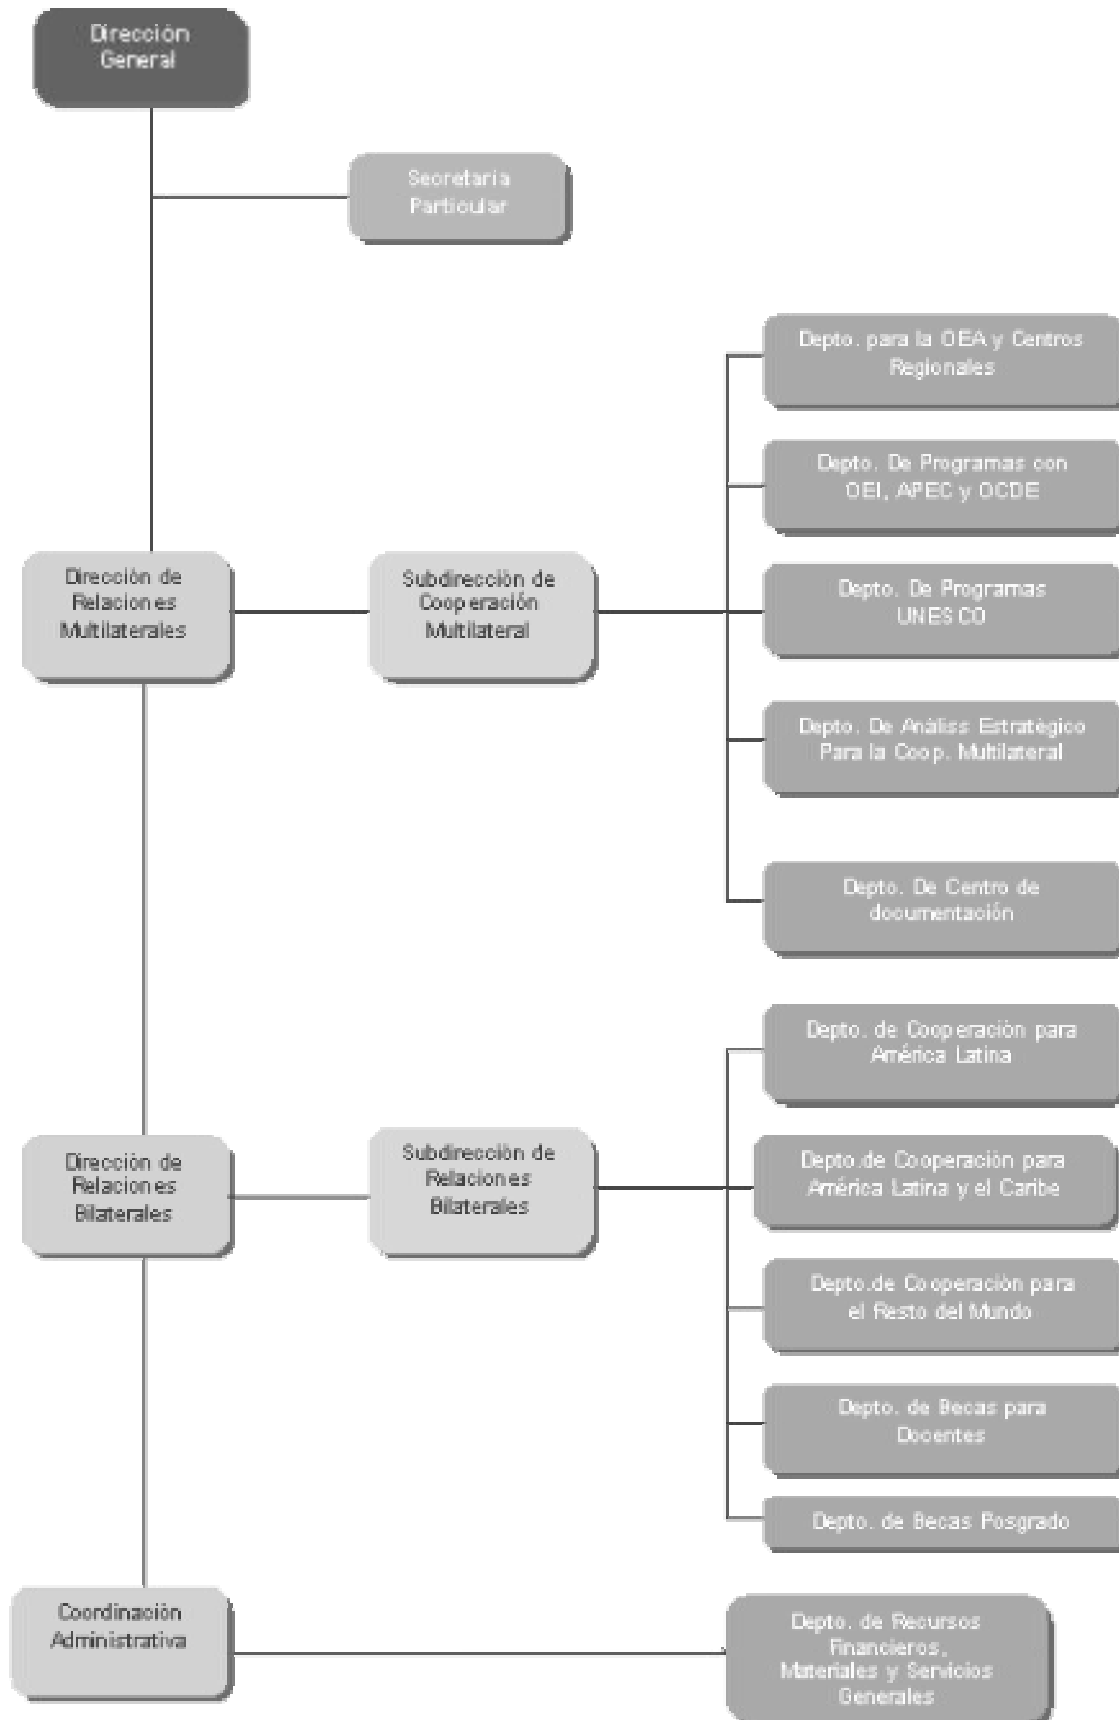 Dirección
General
Secretaría
Particular
Depto. para la OEA y Centros
Regionales
Depto. De Programas con
OEI, APEC y OCDE
Dirección de
Relaciones
Multilaterales
Subdirección de
Cooperación
Multilateral
Depto. De Programas
UNESCO
Depto. De Análiss Estratégico
Para la Coop. Multilateral
Depto. De Centro de
documentación
Depto. de Cooperación para
América Latina
Dirección de
Relaciones
Bilaterales
Subdirección de
Relaciones
Bilaterales
Depto.de Cooperación para
América Latina y el Caribe
Depto.de Cooperación para
el Resto del Mundo
Depto. de Becas para
Docentes
Depto. de Becas Posgrado
Coordinación
Administrativa
Depto. de Recursos
Financieros,
Materiales y Servicios
Generales